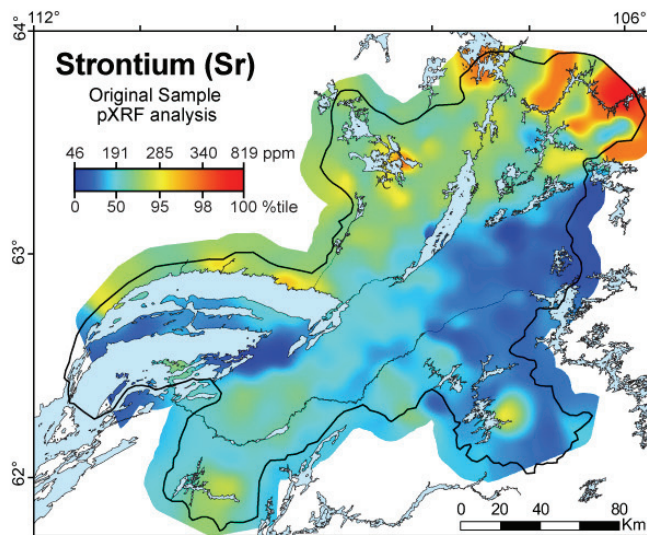 112°
106°
64°
Strontium (Sr)
Original Sample
pXRF analysis
46 191 285 340 819 ppm
0 50 95 98 100 %tile
63°
62°
0 20 40 60 80
Km